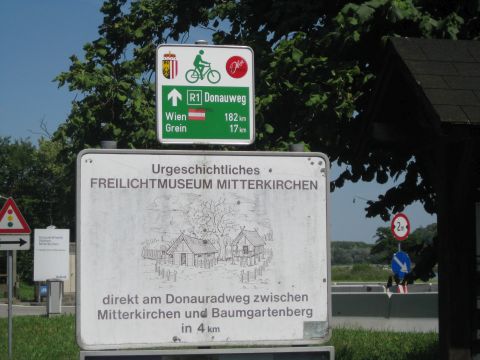 R1 Donauweg
Wien 182 km
Grein 17 km
Urgeschichtliches
FREILICHTMUSEUM MITTERKIRCHEN
direkt am Donauradweg zwischen
Mitterkirchen und Baumgartenberg
in 4 km
2m